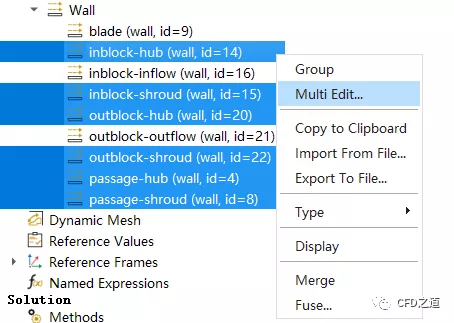 Wall
blade (wall, id=9)
inblock-hub (wall, id=14)
inblock-inflow (wall, id=16)
inblock-shroud (wall, id=15)
outblock-hub (wall, id=20)
outblock-outflow (wall, id=21)
outblock-shroud (wall, id=22)
passage-hub (wall, id=4)
passage-shroud (wall, id=8)
Dynamic Mesh
Reference Values
Reference Frames
Named Expressions
Solution
Methods
Group
Multi Edit...
Copy to Clipboard
Import From File...
Export To File...
Type
Display
Merge
Fuse...
CFD之道